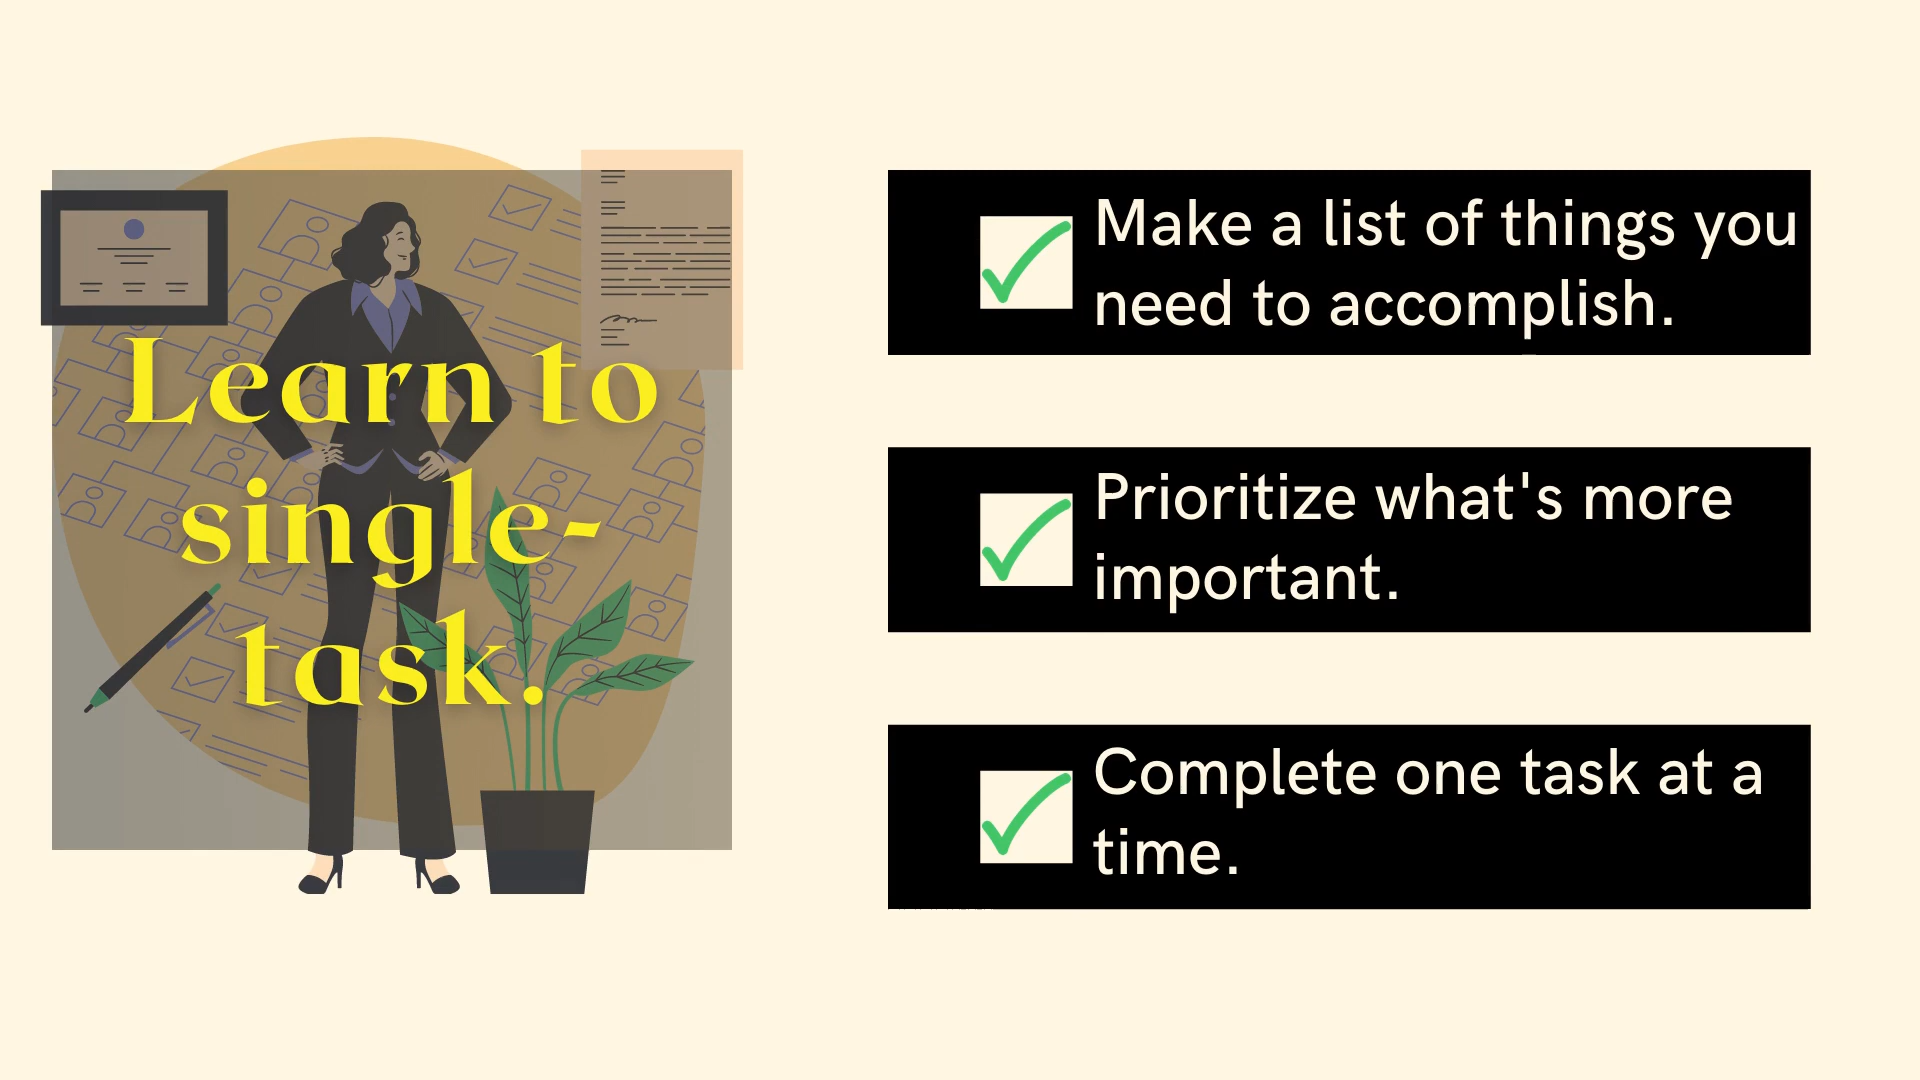 Learn to
single-
task.
Make a list of things you
need to accomplish.
Prioritize what's more
important.
Complete one task at a
time.